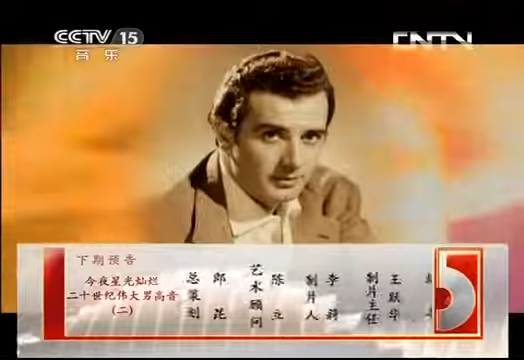 CCTV 15
音乐
CNTV
下期预告
今夜星光灿烂
二十世纪伟大男高音
(二)
总策划
郎昆
艺术顾问
陈立
制片人
李莉
制片主任
王跃华